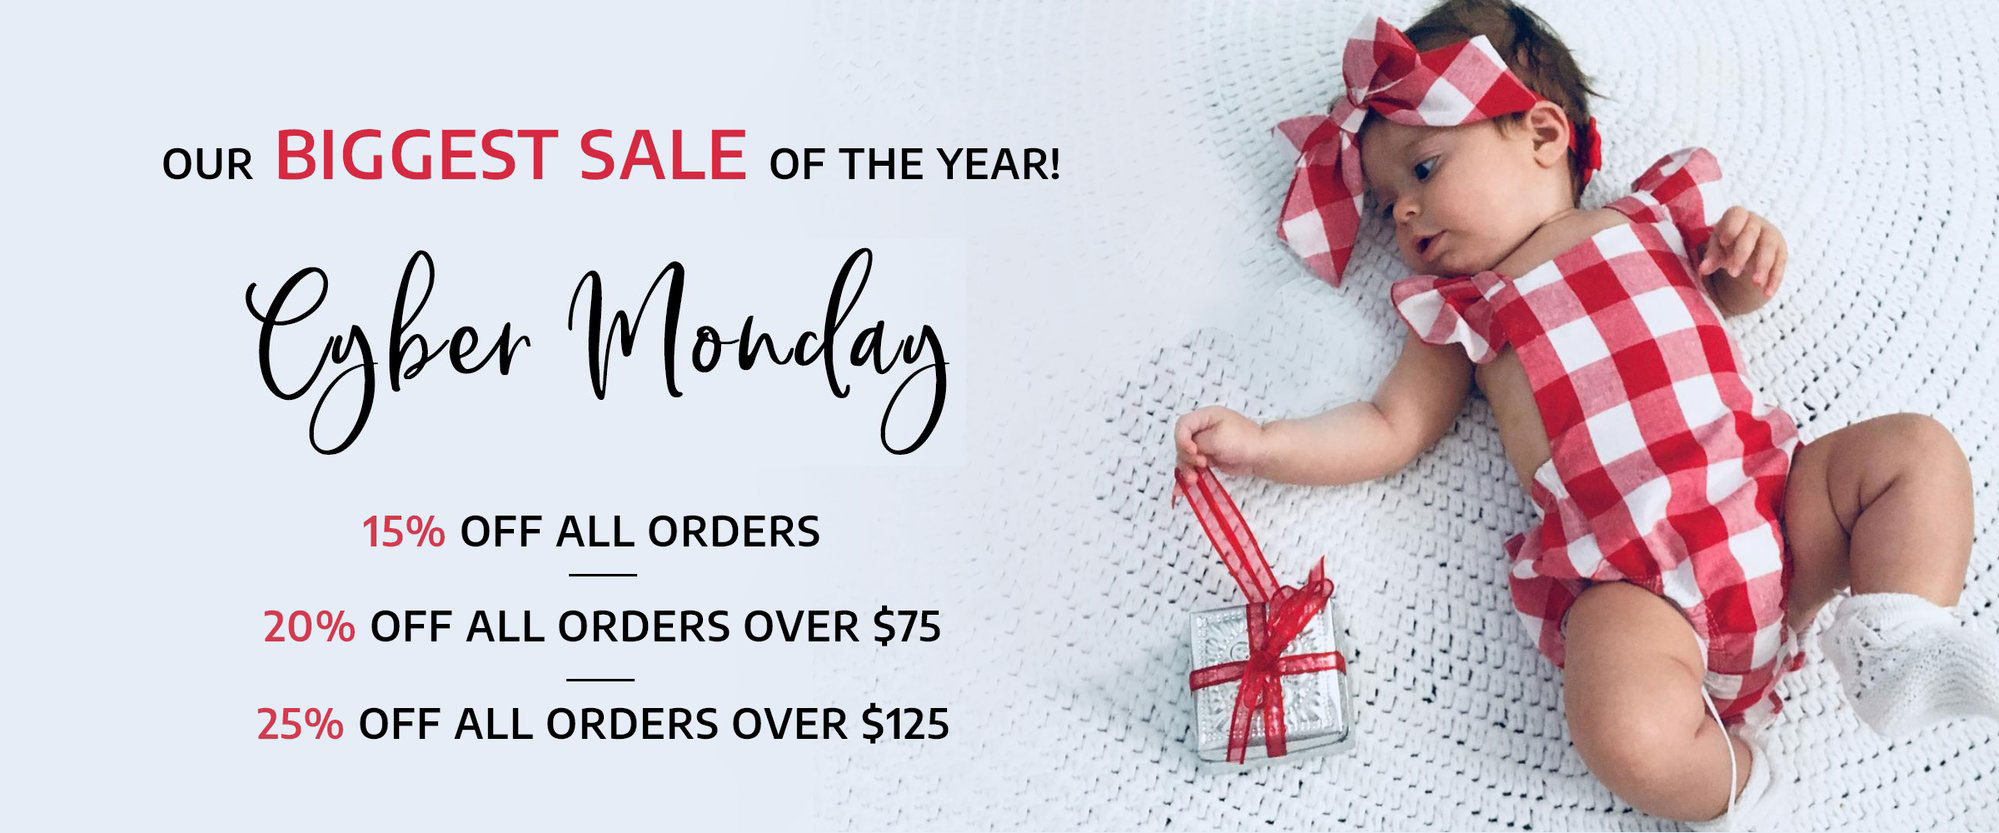 OUR BIGGEST SALE OF THE YEAR!
Cyber Monday
15% OFF ALL ORDERS
20% OFF ALL ORDERS OVER $75
25% OFF ALL ORDERS OVER $125